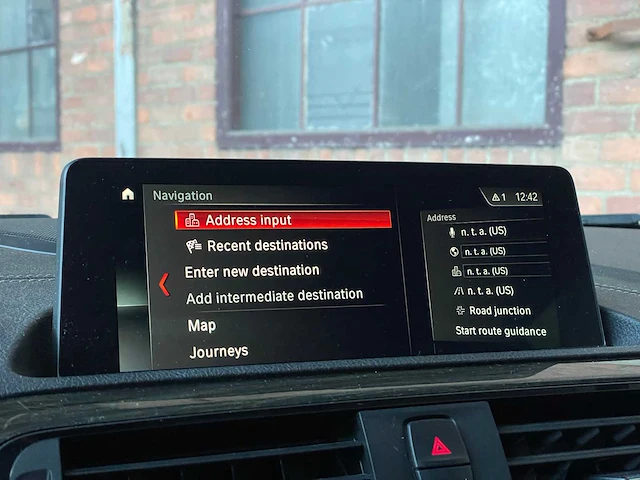 Navigation
1 12:42
Address input
Recent destinations
Enter new destination
Add intermediate destination
Map
Journeys
Address
n. t. a. (US)
n. t. a. (US)
n. t. a. (US)
n. t. a. (US)
Road junction
Start route guidance